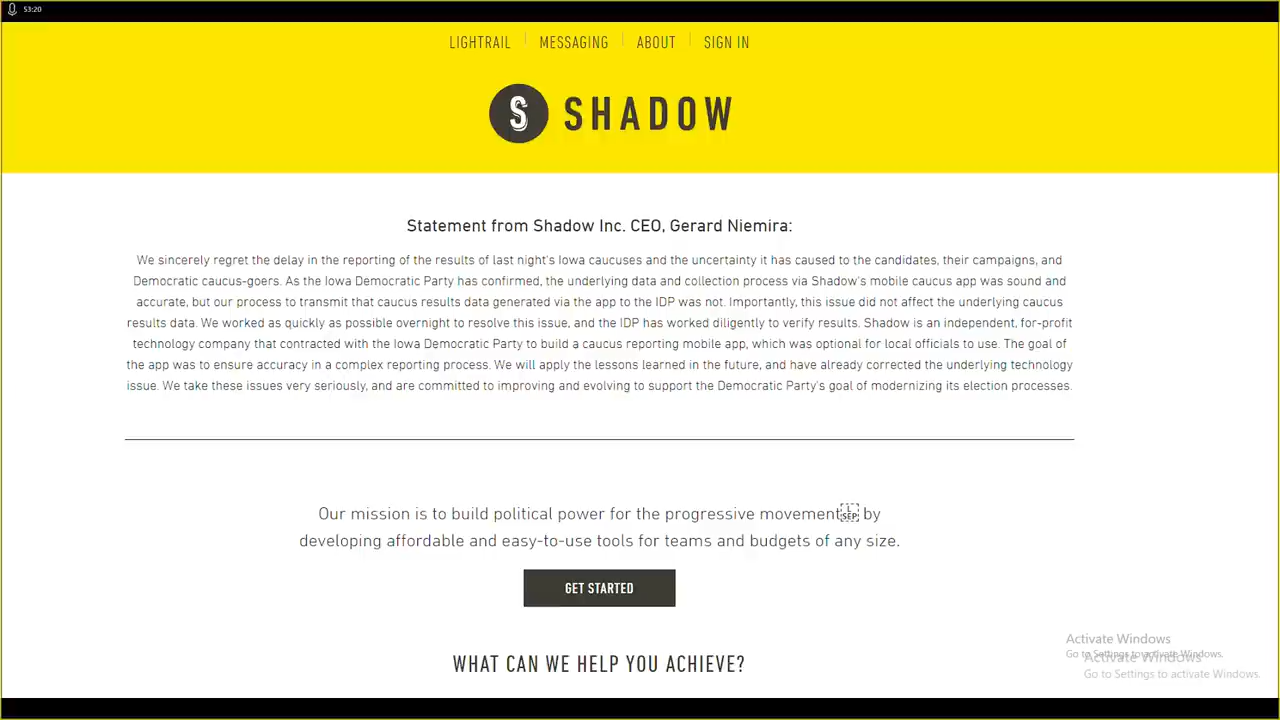 53:20
LIGHTRAIL MESSAGING ABOUT SIGN IN
S SHADOW
Statement from Shadow Inc. CEO, Gerard Niemira:
We sincerely regret the delay in the reporting of the results of last night's Iowa caucuses and the uncertainty it has caused to the candidates, their campaigns, and
Democratic caucus-goers. As the Iowa Democratic Party has confirmed, the underlying data and collection process via Shadow's mobile caucus app was sound and
accurate, but our process to transmit that caucus results data generated via the app to the IDP was not. Importantly, this issue did not affect the underlying caucus
results data. We worked as quickly as possible overnight to resolve this issue, and the IDP has worked diligently to verify results. Shadow is an independent, for-profit
technology company that contracted with the Iowa Democratic Party to build a caucus reporting mobile app, which was optional for local officials to use. The goal of
the app was to ensure accuracy in a complex reporting process. We will apply the lessons learned in the future, and have already corrected the underlying technology
issue. We take these issues very seriously, and are committed to improving and evolving to support the Democratic Party's goal of modernizing its election processes.
Our mission is to build political power for the progressive movement LSEP by
developing affordable and easy-to-use tools for teams and budgets of any size.
GET STARTED
WHAT CAN WE HELP YOU ACHIEVE?
Activate Windows
Go to Settings to activate Windows.
Activate Windows
Go to Settings to activate Windows.